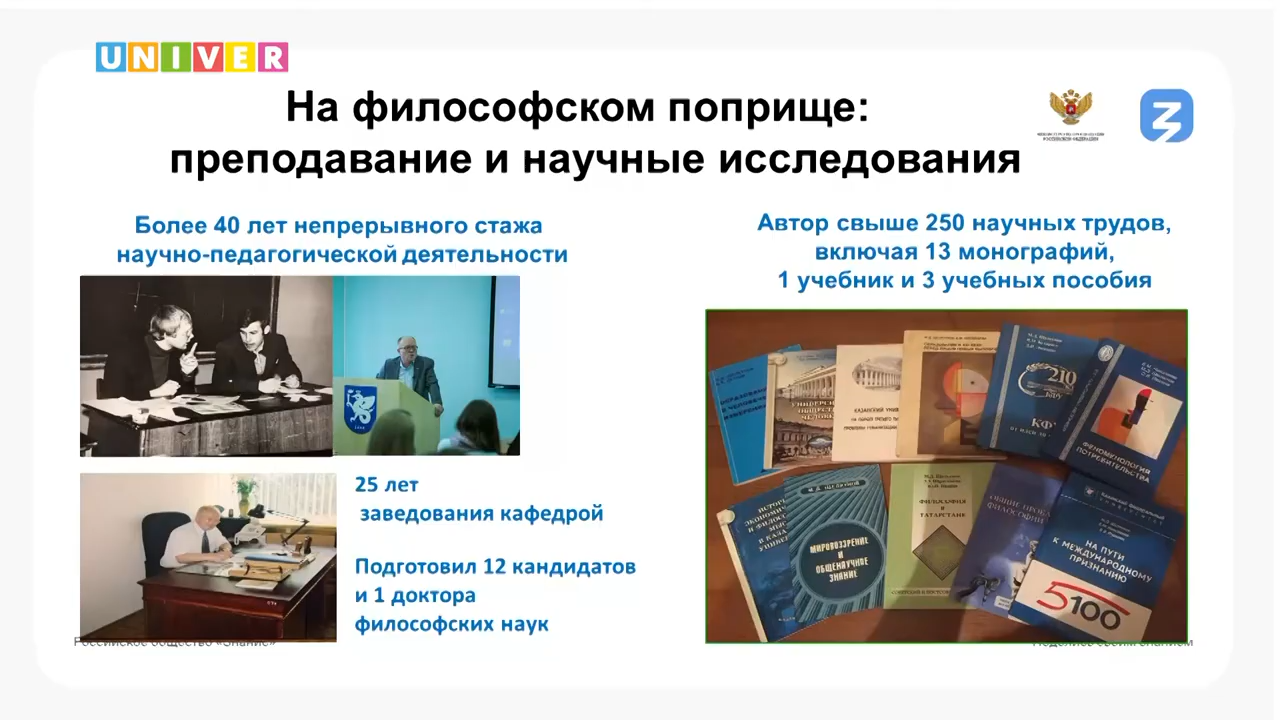 UNIVER
На философском поприще:
преподавание и научные исследования
Более 40 лет непрерывного стажа
научно-педагогической деятельности
Автор свыше 250 научных трудов,
включая 13 монографий,
1 учебник и 3 учебных пособия
25 лет
заведования кафедрой
Подготовил 12 кандидатов
и 1 доктора
философских наук
210
КФУ
ФЕНОМЕНОЛОГИЯ
ПОТРЕБИТЕЛЬСТВА
МИРОВОЗЗРЕНИЕ
И
ОБЩЕНАУЧНОЕ
ЗНАНИЕ
ФИЛОСОФИЯ
В
ТАТАРСТАНЕ
НА ПУТИ
К МЕЖДУНАРОДНОМУ
ПРИЗНАНИЮ
5100
Российское общество «Знание»